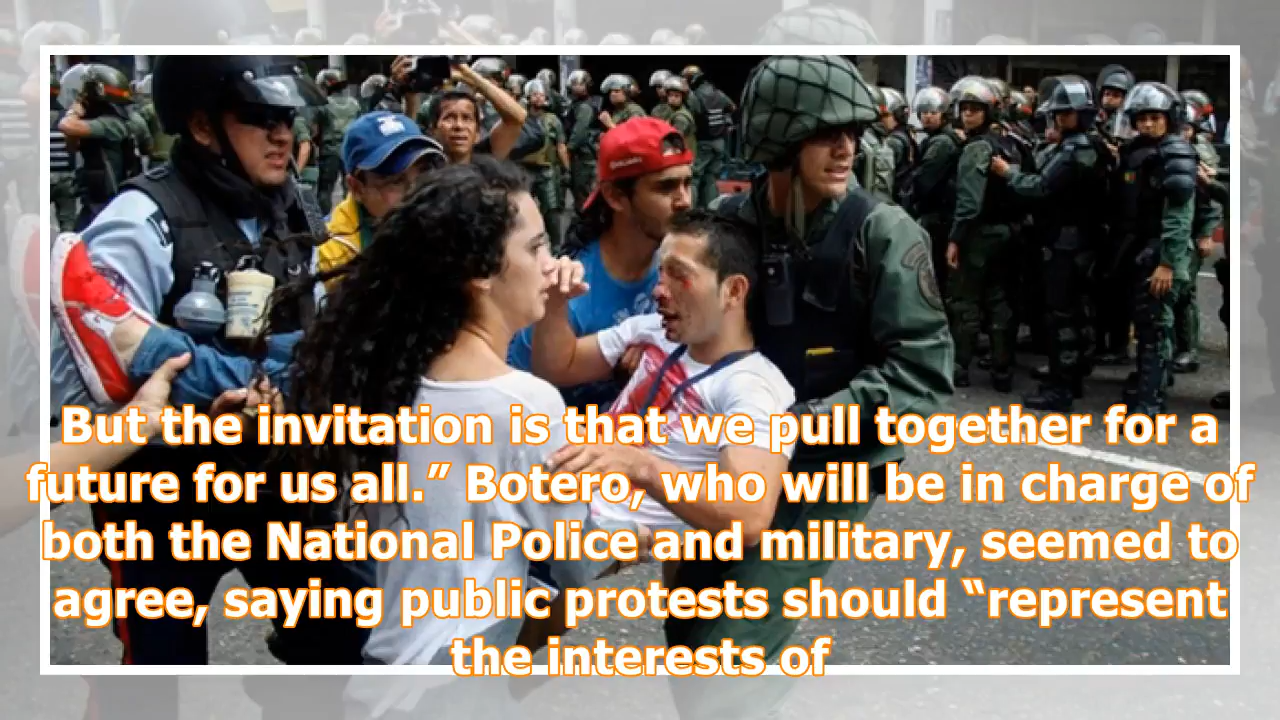 But the invitation is that we pull together for a
future for us all.” Botero, who will be in charge of
both the National Police and military, seemed to
agree, saying public protests should “represent
the interests of